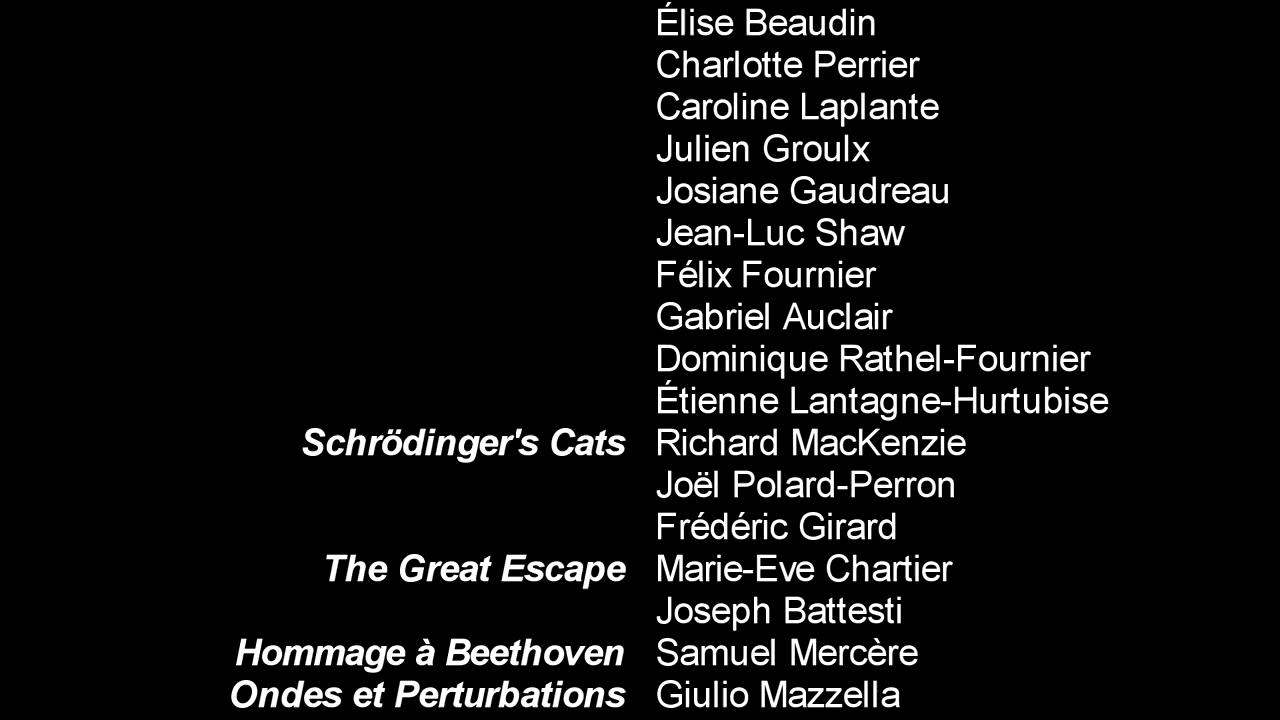 Élise Beaudin
Charlotte Perrier
Caroline Laplante
Julien Groulx
Josiane Gaudreau
Jean-Luc Shaw
Félix Fournier
Gabriel Auclair
Dominique Rathel-Fournier
Étienne Lantagne-Hurtubise
Schrödinger's Cats Richard MacKenzie
Joël Polard-Perron
Frédéric Girard
The Great Escape Marie-Eve Chartier
Joseph Battesti
Hommage à Beethoven Samuel Mercère
Ondes et Perturbations Giulio Mazzella